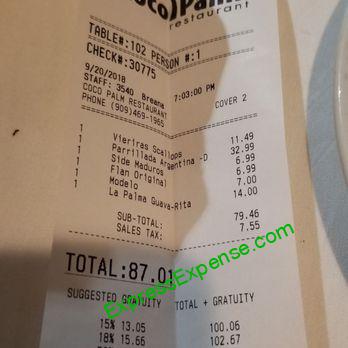 Coco Palm
restaurant
TABLE#:102 PERSON #:1
CHECK#:30775
9/20/2018 7:03:00 PM
STAFF: 3540 Breana COVER 2
COCO PALM RESTAURANT
PHONE (909)469-1965
1 Vieriras Scallops 11.49
1 Parrillada Argentina -D 32.99
1 Side Maduros 6.99
1 Flan Original 6.99
1 Modelo 7.00
1 La Palma Guava-Rita 14.00
SUB-TOTAL: 79.46
SALES TAX: 7.55
TOTAL:87.01
SUGGESTED GRATUITY TOTAL + GRATUITY
15% 13.05 100.06
18% 15.66 102.67
ExpressExpense.com